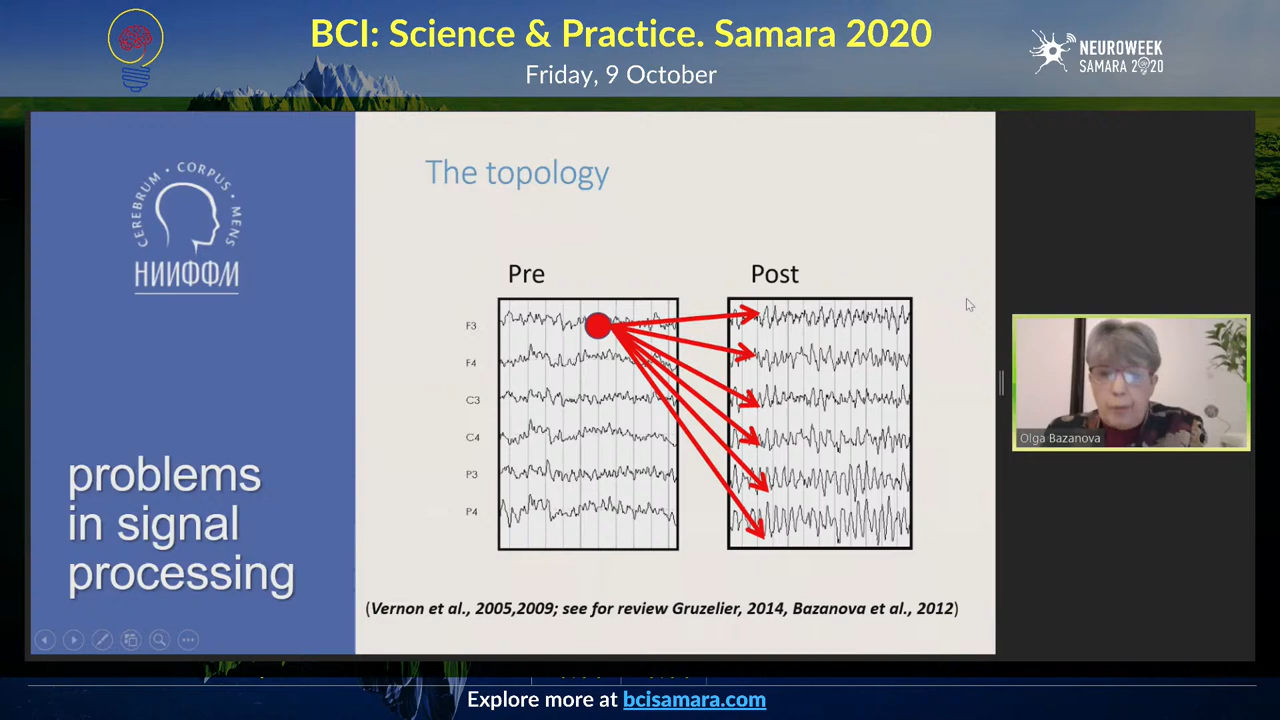 BCI: Science & Practice. Samara 2020
Friday, 9 October
NEUROWEEK
SAMARA 2020
CEREBRUM • CORPUS • MENS
НИИФФМ
problems
in signal
processing
The topology
Pre
Post
F3
F4
C3
C4
P3
P4
(Vernon et al., 2005,2009; see for review Gruzelier, 2014, Bazanova et al., 2012)
Olga Bazanova
Explore more at bcisamara.com